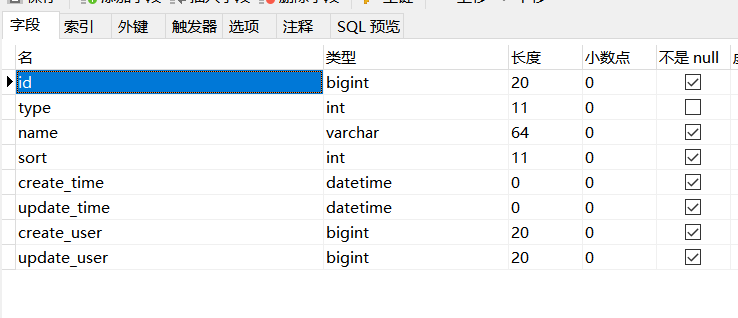 字段 索引 外键 触发器 选项 注释 SQL 预览
名 类型 长度 小数点 不是 null
id bigint 20 0
type int 11 0
name varchar 64 0
sort int 11 0
create_time datetime 0 0
update_time datetime 0 0
create_user bigint 20 0
update_user bigint 20 0